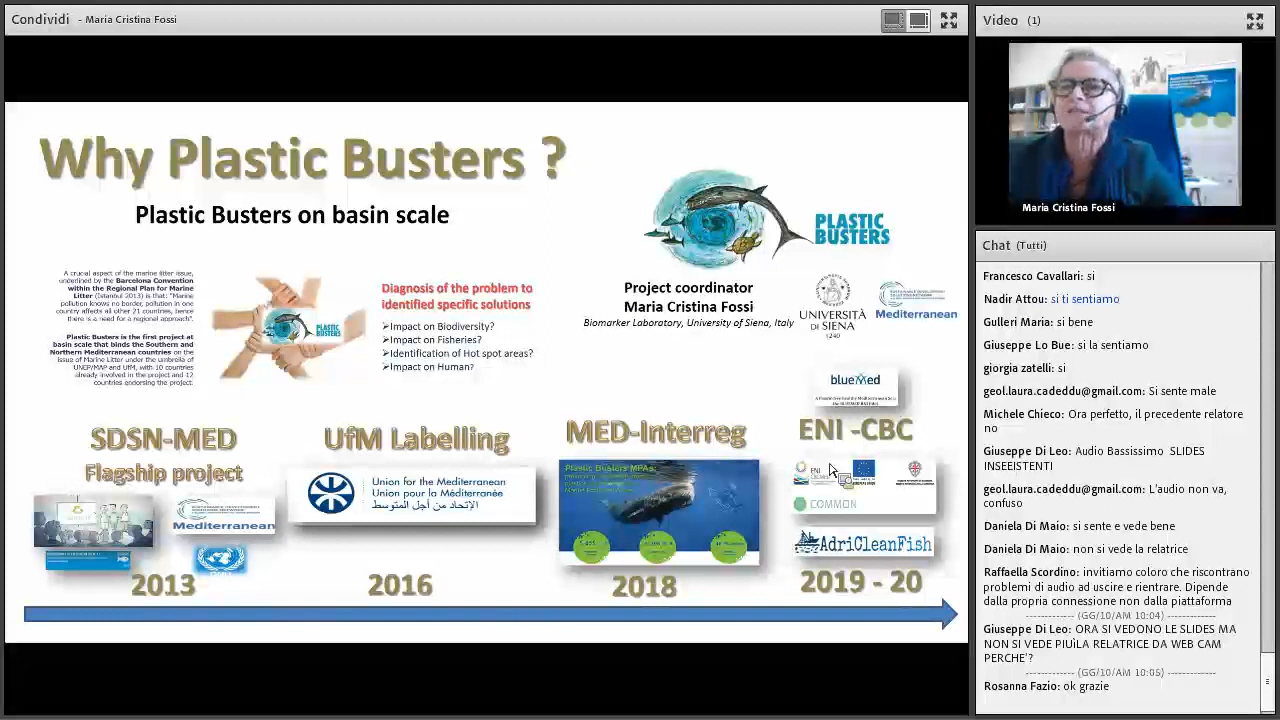 Condividi - Maria Cristina Fossi
Why Plastic Busters ?
Plastic Busters on basin scale
A crucial aspect of the marine litter issue,
underlined by the Barcelona Convention
within the Regional Plan for Marine
Litter (Istanbul 2013) is that: "Marine
pollution knows no border, pollution in one
country affects all other 21 countries, hence
there is a need for a regional approach".
Plastic Busters is the first project at
basin scale that binds the Southern and
Northern Mediterranean countries on the
issue of Marine Litter under the umbrella of
UNEP/MAP and UfM, with 10 countries
already involved in the project and 12
countries endorsing the project.
PLASTIC
BUSTERS
Diagnosis of the problem to
identified specific solutions
➢Impact on Biodiversity?
➢Impact on Fisheries?
➢Identification of Hot spot areas?
➢Impact on Human?
PLASTIC
BUSTERS
Project coordinator
Maria Cristina Fossi
Biomarker Laboratory, University of Siena, Italy
UNIVERSITÀ
DI SIENA
1240
Mediterranean
bluemed
SDSN-MED
Flagship project
Mediterranean
2013
UfM Labelling
Union for the Mediterranean
Union pour la Méditerranée
الإتحاد من أجل المتوسط
2016
MED-Interreg
Plastic Busters MPAs:
2018
ENI -CBC
ENI
COMMON
AdriCleanFish
2019 - 20
Video (1)
Maria Cristina Fossi
Chat (Tutti)
Francesco Cavallari: si
Nadir Attou: si ti sentiamo
Gulleri Maria: si bene
Giuseppe Lo Bue: si la sentiamo
giorgia zatelli: si
geol.laura.cadeddu@gmail.com: Si sente male
Michele Chieco: Ora perfetto, il precedente relatore
no
Giuseppe Di Leo: Audio Bassissimo SLIDES
INSEEISTENTI
geol.laura.cadeddu@gmail.com: L'audio non va,
confuso
Daniela Di Maio: si sente e vede bene
Daniela Di Maio: non si vede la relatrice
Raffaella Scordino: invitiamo coloro che riscontrano
problemi di audio ad uscire e rientrare. Dipende
dalla propria connessione non dalla piattaforma
------------- (GG/10/AM 10:04) -------------
Giuseppe Di Leo: ORA SI VEDONO LE SLIDES MA
NON SI VEDE PIUìLA RELATRICE DA WEB CAM
PERCHE'?
------------- (GG/10/AM 10:05) -------------
Rosanna Fazio: ok grazie